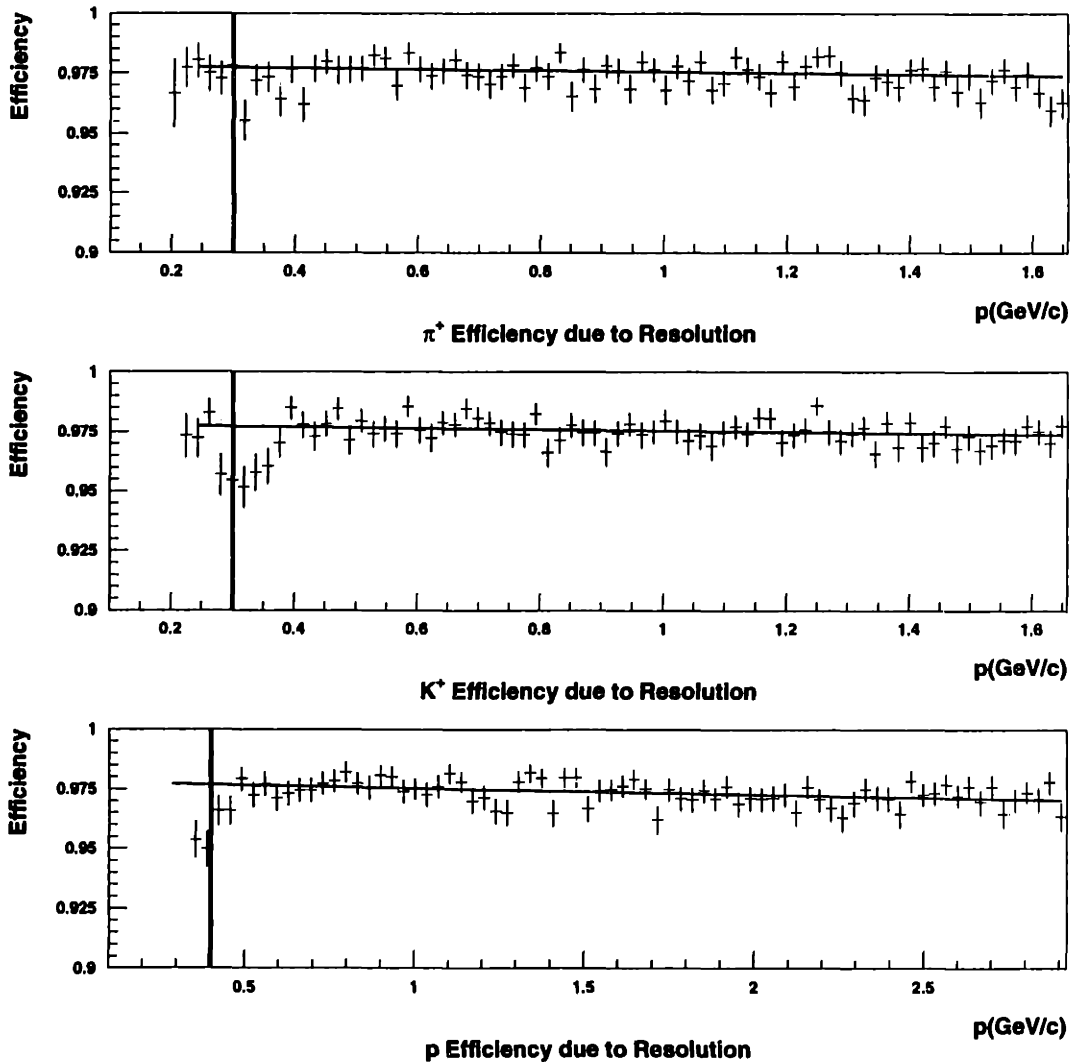 Efficiency
1
0.975
0.95
0.925
0.9
0.2 0.4 0.6 0.8 1 1.2 1.4 1.6
p(GeV/c)
π⁺ Efficiency due to Resolution
Efficiency
1
0.975
0.95
0.925
0.9
0.2 0.4 0.6 0.8 1 1.2 1.4 1.6
p(GeV/c)
K⁺ Efficiency due to Resolution
Efficiency
1
0.975
0.95
0.925
0.9
0.5 1 1.5 2 2.5
p(GeV/c)
p Efficiency due to Resolution